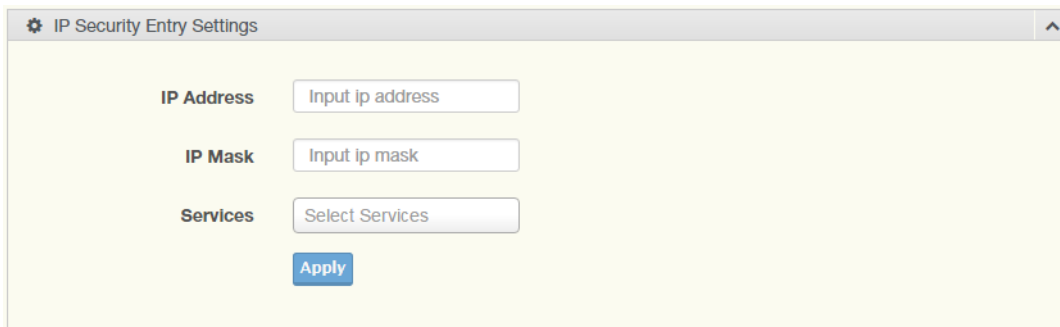 IP Security Entry Settings
IP Address Input ip address
IP Mask Input ip mask
Services Select Services
Apply